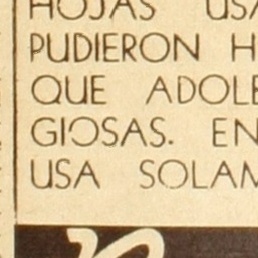 HOJAS USA
PUDIERON H
QUE ADOLE
GIOSAS. EN
USA SOLAM